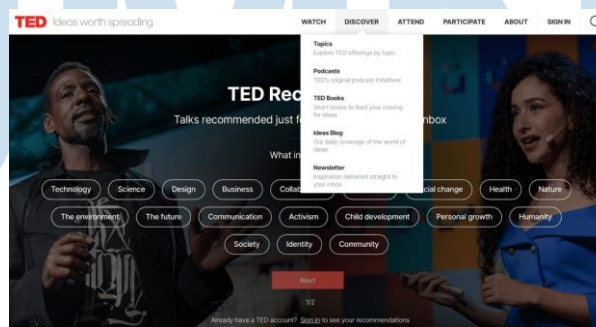 TED Ideas worth spreading
WATCH DISCOVER ATTEND PARTICIPATE ABOUT SIGN IN
Topics
Explore TED offerings by topic
Podcasts
TED's original podcast initiatives
TED Books
Short books to feed your craving
for ideas
Ideas Blog
Our daily coverage of the world of
ideas
Newsletter
Inspiration delivered straight to
your inbox
TED Rec
Talks recommended just f
nbox
What in
Technology Science Design Business Collab cial change Health Nature
The environment The future Communication Activism Child development Personal growth Humanity
Society Identity Community
Next
1/2
Already have a TED account? Sign in to see your recommendations